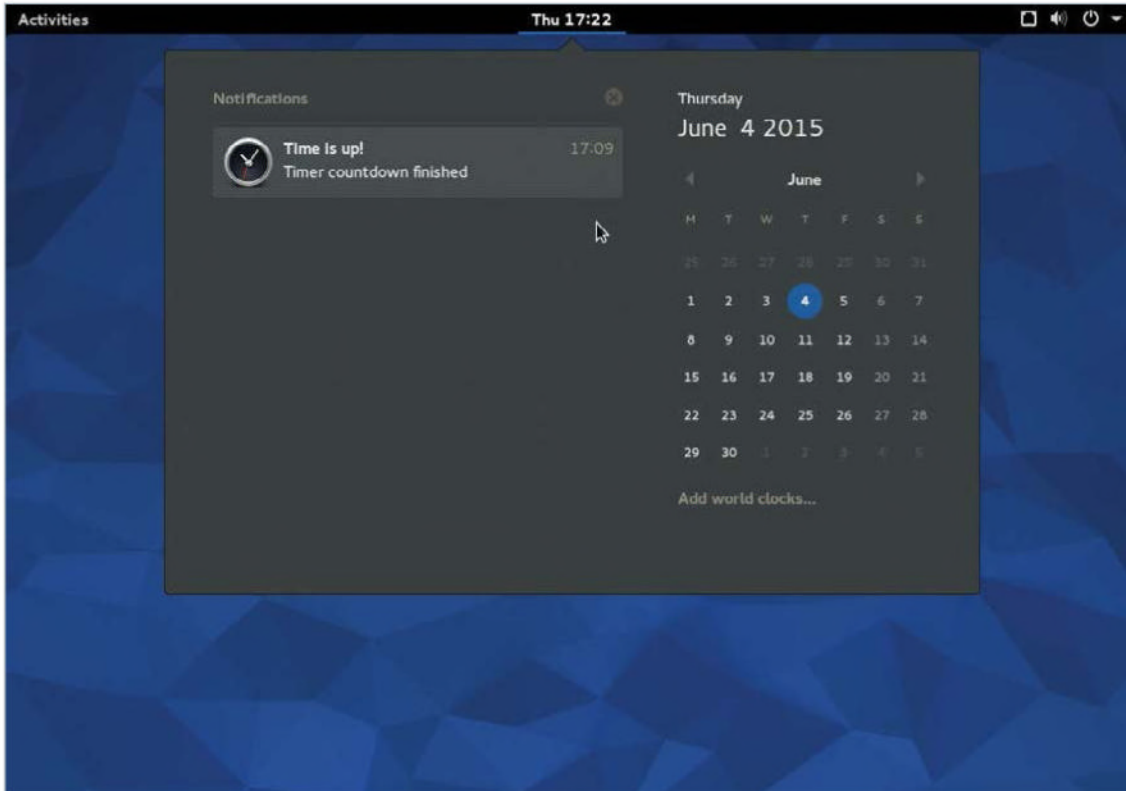 Activities
Thu 17:22
Notifications
Time is up!
17:09
Timer countdown finished
Thursday
June 4 2015
June
M T W T F S S
25 26 27 28 29 30 31
1 2 3 4 5 6 7
8 9 10 11 12 13 14
15 16 17 18 19 20 21
22 23 24 25 26 27 28
29 30 1 2 3 4 5
Add world clocks...